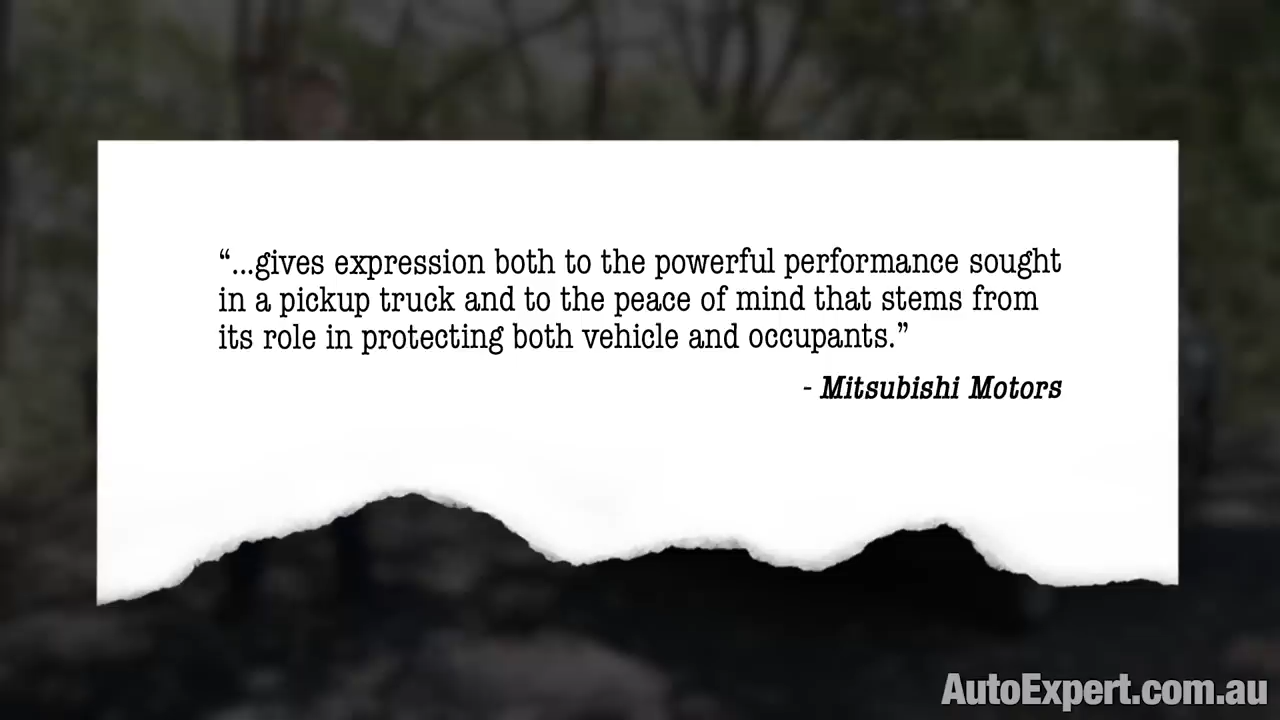 “...gives expression both to the powerful performance sought
in a pickup truck and to the peace of mind that stems from
its role in protecting both vehicle and occupants.”
- Mitsubishi Motors
AutoExpert.com.au